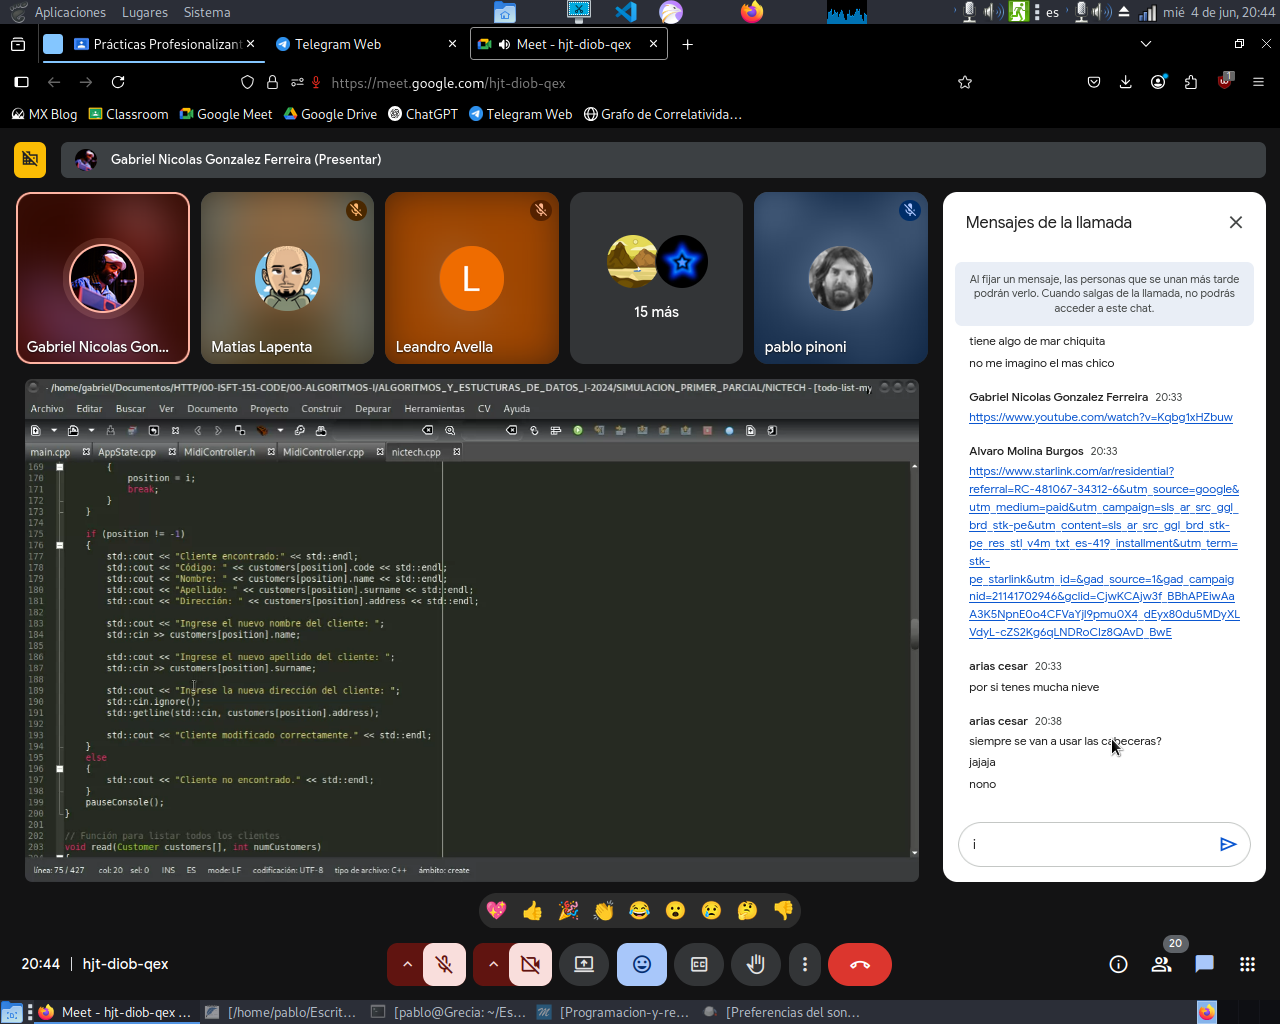 Aplicaciones Lugares Sistema es mié 4 de jun, 20:44
Prácticas Profesionalizant Telegram Web Meet - hjt-diob-qex
https://meet.google.com/hjt-diob-qex 1
MX Blog Classroom Google Meet Google Drive ChatGPT Telegram Web Grafo de Correlativida...
Gabriel Nicolas Gonzalez Ferreira (Presentar)
Gabriel Nicolas Gon...
Matias Lapenta
L
Leandro Avella
15 más
pablo pinoni
- /home/gabriel/Documentos/HTTP/00-ISFT-151-CODE/00-ALGORITMOS-I/ALGORITMOS_Y_ESTUCTURAS_DE_DATOS_I-2024/SIMULACION_PRIMER_PARCIAL/NICTECH - [todo-list-my
Archivo Editar Buscar Ver Documento Proyecto Construir Depurar Herramientas CV Ayuda
main.cpp AppState.cpp MidiController.h MidiController.cpp nictech.cpp
169 {
170 position = i;
171 break;
172 }
173 }
174
175 if (position != -1)
176 {
177 std::cout << "Cliente encontrado:" << std::endl;
178 std::cout << "Código: " << customers[position].code << std::endl;
179 std::cout << "Nombre: " << customers[position].name << std::endl;
180 std::cout << "Apellido: " << customers[position].surname << std::endl;
181 std::cout << "Dirección: " << customers[position].address << std::endl;
182
183 std::cout << "Ingrese el nuevo nombre del cliente: ";
184 std::cin >> customers[position].name;
185
186 std::cout << "Ingrese el nuevo apellido del cliente: ";
187 std::cin >> customers[position].surname;
188
189 std::cout << "Ingrese la nueva dirección del cliente: ";
190 std::cin.ignore();
191 std::getline(std::cin, customers[position].address);
192
193 std::cout << "Cliente modificado correctamente." << std::endl;
194 }
195 else
196 {
197 std::cout << "Cliente no encontrado." << std::endl;
198 }
199 pauseConsole();
200 }
201
202 // Función para listar todos los clientes
203 void read(Customer customers[], int numCustomers)
línea: 75 / 427 col: 20 sel: 0 INS ES mode: LF codificación: UTF-8 tipo de archivo: C++ ámbito: create
Mensajes de la llamada
Al fijar un mensaje, las personas que se unan más tarde
podrán verlo. Cuando salgas de la llamada, no podrás
acceder a este chat.
tiene algo de mar chiquita
no me imagino el mas chico
Gabriel Nicolas Gonzalez Ferreira 20:33
https://www.youtube.com/watch?v=Kqbg1xHZbuw
Alvaro Molina Burgos 20:33
https://www.starlink.com/ar/residential?
referral=RC-481067-34312-6&utm_source=google&
utm_medium=paid&utm_campaign=sls_ar_src_ggl_
brd_stk-pe&utm_content=sls_ar_src_ggl_brd_stk-
pe_res_stl_v4m_txt_es-419_installment&utm_term=
stk-
pe_starlink&utm_id=&gad_source=1&gad_campaig
nid=21141702946&gclid=CjwKCAjw3f_BBhAPEiwAa
A3K5NpnE0o4CFVaYjI9pmu0X4_dEyx80du5MDyXL
VdyL-cZS2Kg6qLNDRoCIz8QAvD_BwE
arias cesar 20:33
por si tenes mucha nieve
arias cesar 20:38
siempre se van a usar las cabeceras?
jajaja
nono
i
20:44 | hjt-diob-qex
CC
20
Meet - hjt-diob-qex ... [/home/pablo/Escrit... [pablo@Grecia: ~/Es... [Programacion-y-re... [Preferencias del son...